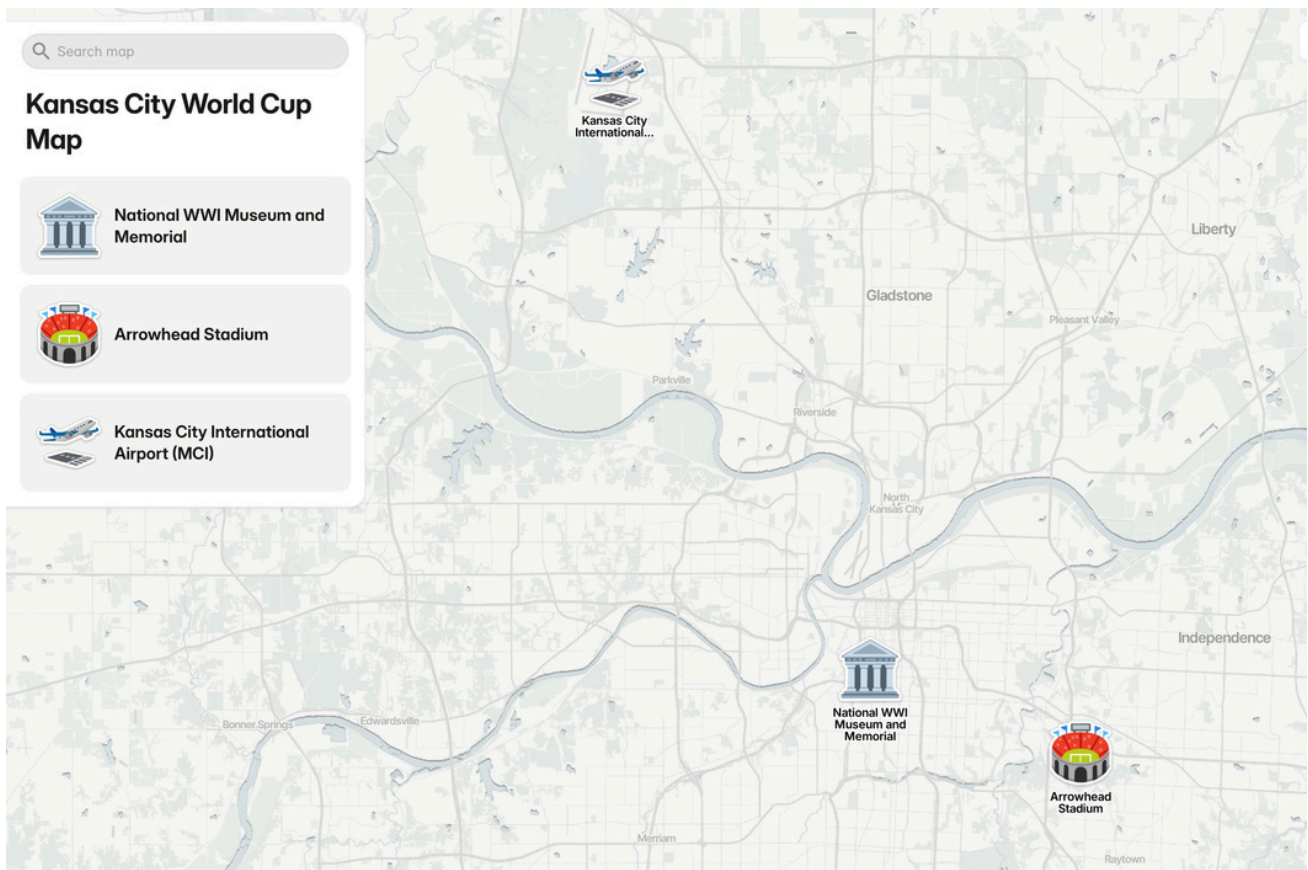 Search map
Kansas City World Cup
Map
National WWI Museum and
Memorial
Arrowhead Stadium
Kansas City International
Airport (MCI)
Kansas City
International...
Liberty
Gladstone
Pleasant Valley
Parkville
Riverside
North
Kansas City
Independence
National WWI
Museum and
Memorial
Bonner Springs
Edwardsville
Arrowhead
Stadium
Merriam
Raytown